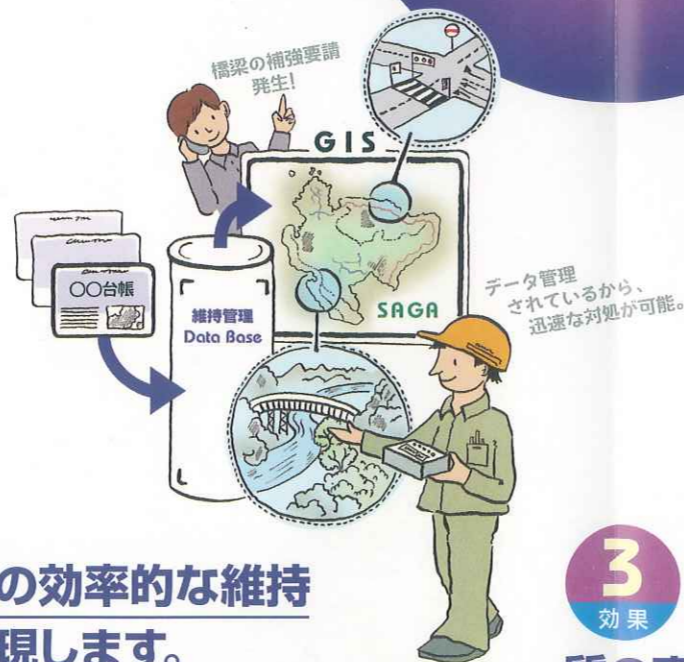 橋梁の補強要請
発生!
GIS
〇〇台帳
維持管理
Data Base
SAGA
データ管理
されているから、
迅速な対処が可能。
の効率的な維持
現します。
3
効果